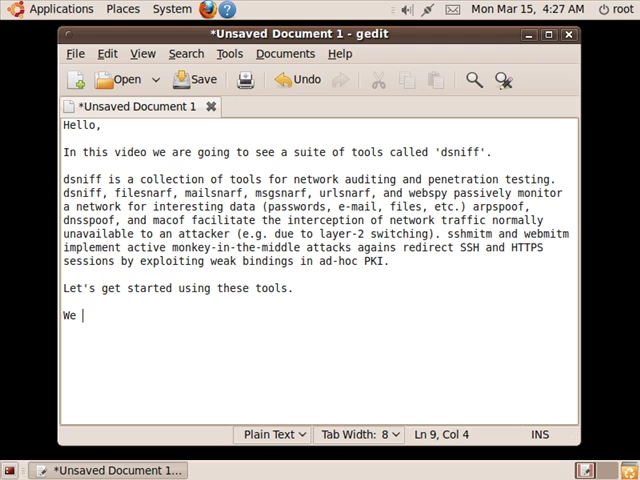 Applications Places System Mon Mar 15, 4:27 AM root
*Unsaved Document 1 - gedit
File Edit View Search Tools Documents Help
Open Save Undo
*Unsaved Document 1
Hello,
In this video we are going to see a suite of tools called 'dsniff'.
dsniff is a collection of tools for network auditing and penetration testing.
dsniff, filesnarf, mailsnarf, msgsnarf, urlsnarf, and webspy passively monitor
a network for interesting data (passwords, e-mail, files, etc.) arpspoof,
dnsspoof, and macof facilitate the interception of network traffic normally
unavailable to an attacker (e.g. due to layer-2 switching). sshmitm and webmitm
implement active monkey-in-the-middle attacks agains redirect SSH and HTTPS
sessions by exploiting weak bindings in ad-hoc PKI.
Let's get started using these tools.
We
Plain Text Tab Width: 8 Ln 9, Col 4 INS
*Unsaved Document 1...